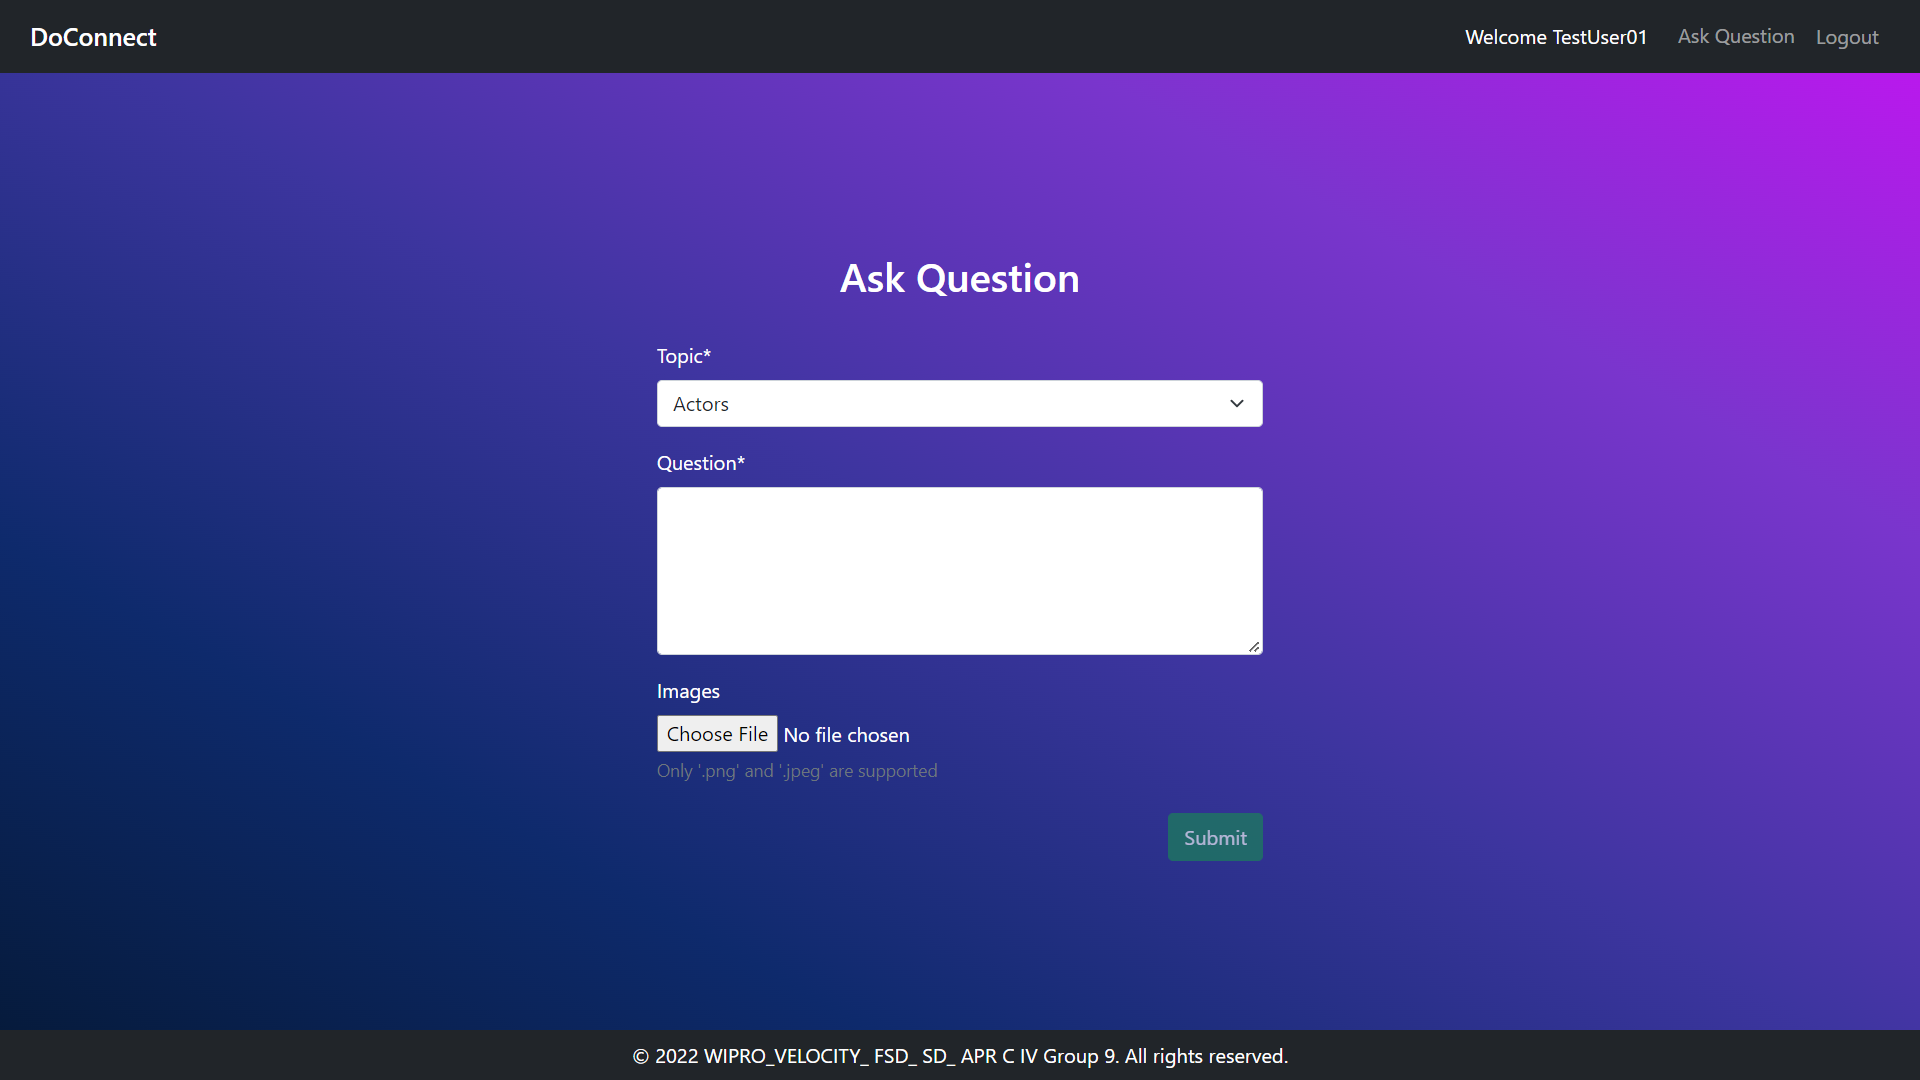 DoConnect
Welcome TestUser01 Ask Question Logout
Ask Question
Topic*
Actors
Question*
Images
Choose File No file chosen
Only '.png' and '.jpeg' are supported
Submit
© 2022 WIPRO_VELOCITY_ FSD_ SD_ APR C IV Group 9. All rights reserved.